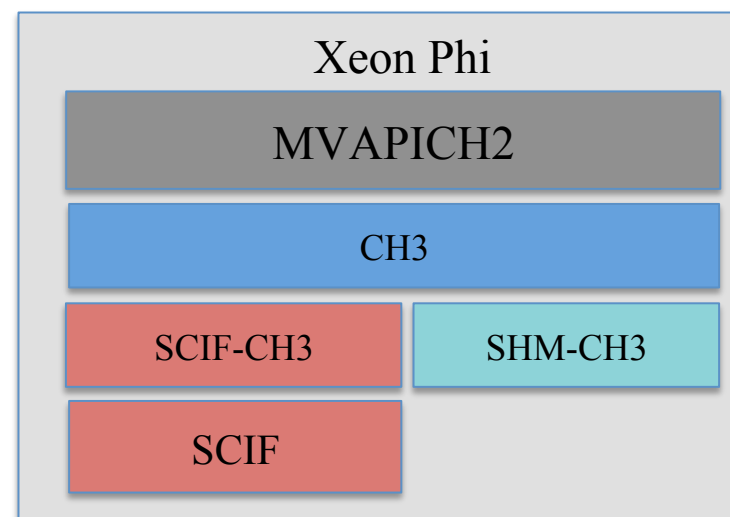 Xeon Phi
MVAPICH2
CH3
SCIF-CH3
SHM-CH3
SCIF